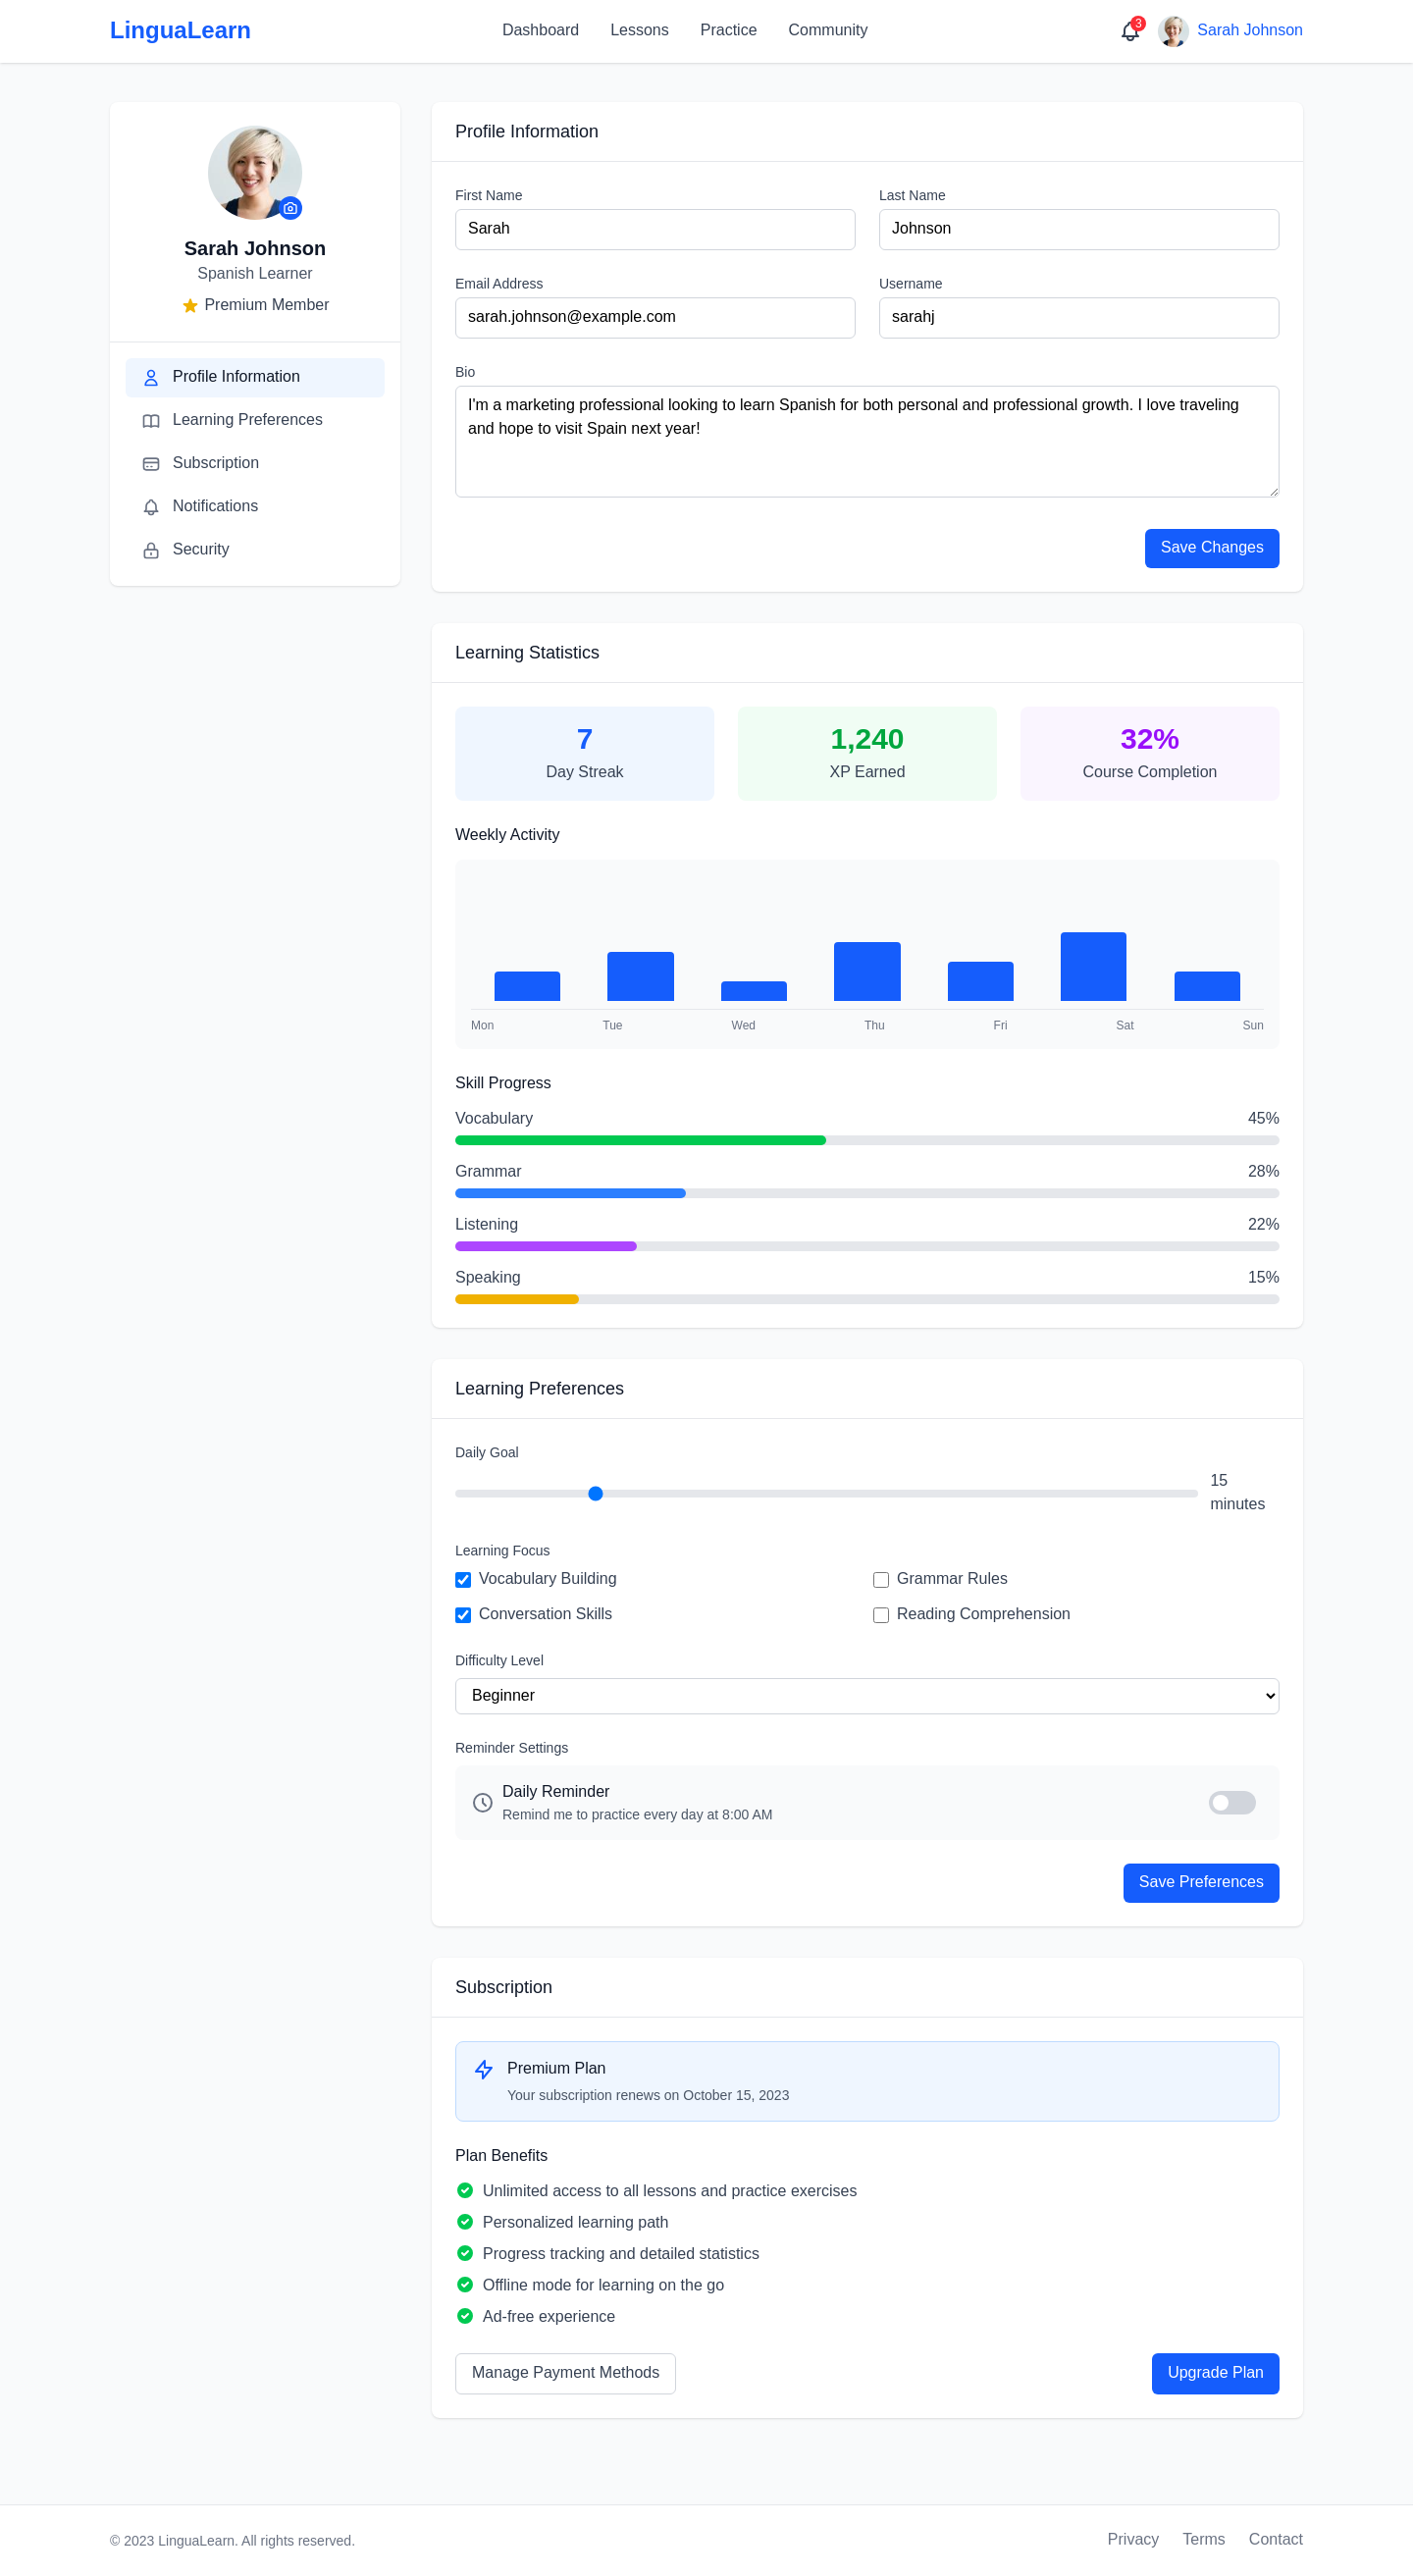 LinguaLearn
Dashboard
Lessons
Practice
Community
3
Sarah Johnson
Sarah Johnson
Spanish Learner
Premium Member
Profile Information
Learning Preferences
Subscription
Notifications
Security
Profile Information
First Name
Last Name
Sarah
Johnson
Email Address
Username
sarah.johnson@example.com
sarahj
Bio
I'm a marketing professional looking to learn Spanish for both personal and professional growth. I love traveling
and hope to visit Spain next year!
Save Changes
Learning Statistics
7
Day Streak
1,240
XP Earned
32%
Course Completion
Weekly Activity
Mon
Tue
Wed
Thu
Fri
Sat
Sun
Skill Progress
Vocabulary
45%
Grammar
28%
Listening
22%
Speaking
15%
Learning Preferences
Daily Goal
15
minutes
Learning Focus
Vocabulary Building
Grammar Rules
Conversation Skills
Reading Comprehension
Difficulty Level
Beginner
Reminder Settings
Daily Reminder
Remind me to practice every day at 8:00 AM
Save Preferences
Subscription
Premium Plan
Your subscription renews on October 15, 2023
Plan Benefits
Unlimited access to all lessons and practice exercises
Personalized learning path
Progress tracking and detailed statistics
Offline mode for learning on the go
Ad-free experience
Manage Payment Methods
Upgrade Plan
© 2023 LinguaLearn. All rights reserved.
Privacy
Terms
Contact